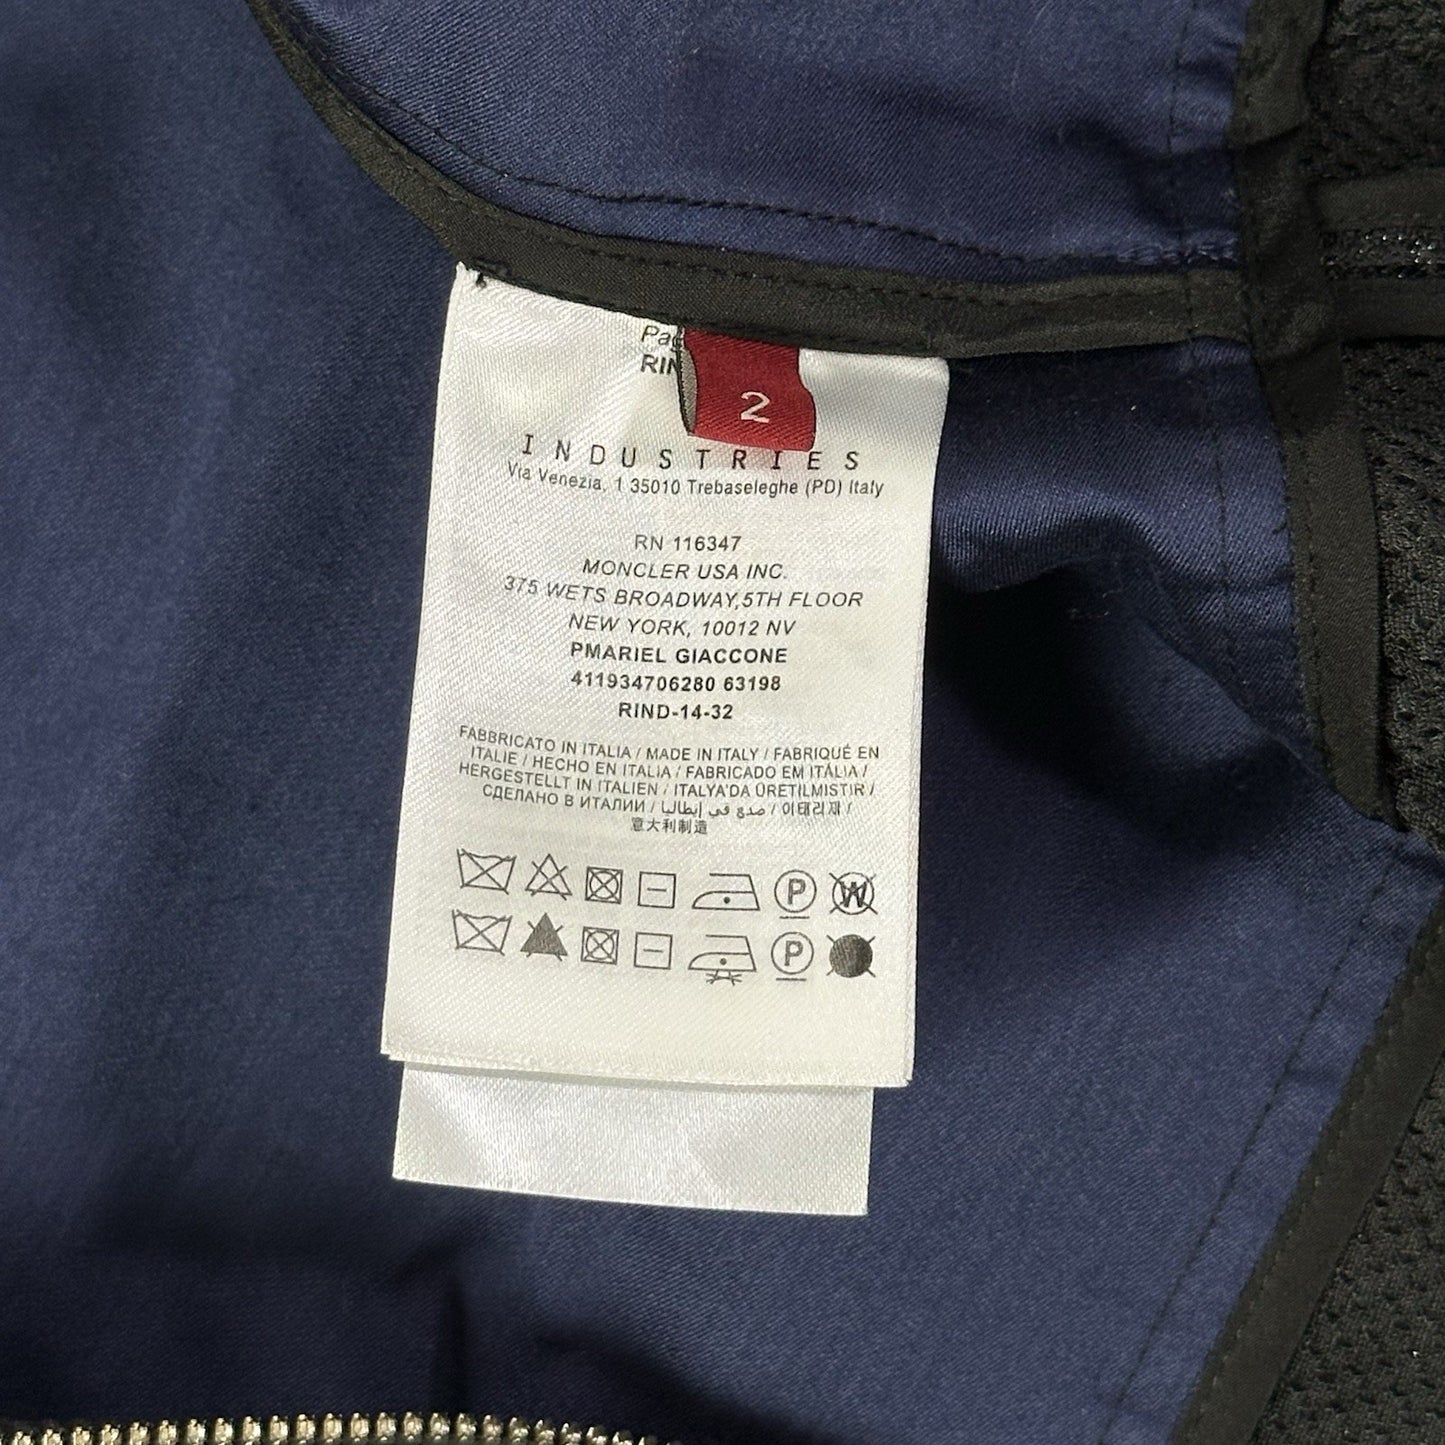 2
INDUSTRIES
Via Venezia, 1 35010 Trebaseleghe (PD) Italy
RN 116347
MONCLER USA INC.
375 WETS BROADWAY,5TH FLOOR
NEW YORK, 10012 NV
PMARIEL GIACCONE
411934706280 63198
RIND-14-32
FABBRICATO IN ITALIA / MADE IN ITALY / FABRIQUÉ EN
ITALIE / HECHO EN ITALIA / FABRICADO EM ITÁLIA /
HERGESTELLT IN ITALIEN / ITALYA'DA ÜRETILMISTIR /
СДЕЛАНО В ИТАЛИИ / صنع في إيطاليا / 이태리제 /
意大利制造
P W
P